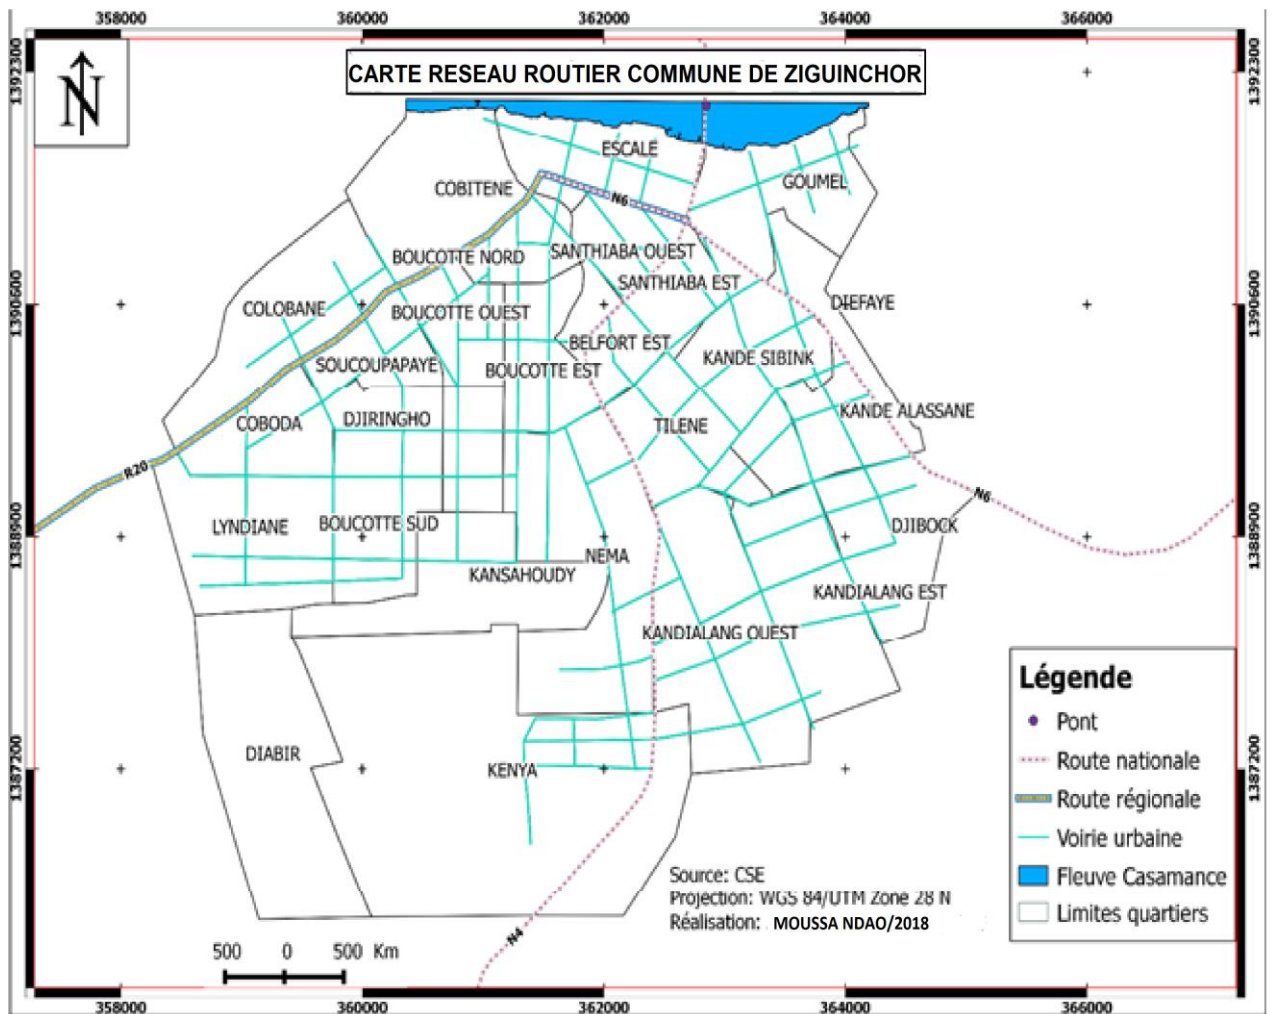 358000 360000 362000 364000 366000
1392300
1392300
N
CARTE RESEAU ROUTIER COMMUNE DE ZIGUINCHOR
ESCALE
GOUMEL
COBITENE
N6
BOUCOTTE NORD
SANTHIABA OUEST
SANTHIABA EST
1390600
COLOBANE
BOUCOTTE OUEST
DIEFAYE
1390600
BELFORT EST
SOUCOUPAPAYE
BOUCOTTE EST
KANDE SIBINK
COBODA
DJIRINGHO
TILENE
KANDE ALASSANE
R20
N6
LYNDIANE
BOUCOTTE SUD
DJIBOCK
1388900
1388900
NEMA
KANSAHOUDY
KANDIALANG EST
KANDIALANG OUEST
DIABIR
KENYA
1387200
1387200
N4
Légende
Pont
Route nationale
Route régionale
Voirie urbaine
Fleuve Casamance
Limites quartiers
Source: CSE
Projection: WGS 84/UTM Zone 28 N
Réalisation: MOUSSA NDAO/2018
500 0 500 Km
358000 360000 362000 364000 366000